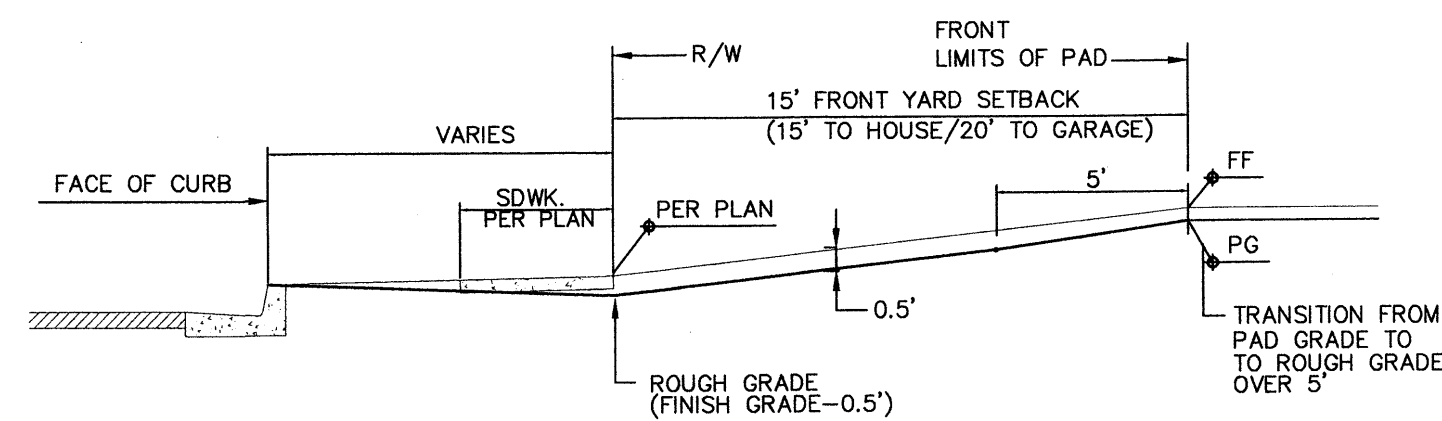 FRONT
LIMITS OF PAD
R/W
15' FRONT YARD SETBACK
(15' TO HOUSE/20' TO GARAGE)
VARIES
FACE OF CURB
SDWK.
PER PLAN
PER PLAN
5'
FF
PG
0.5'
TRANSITION FROM
PAD GRADE TO
TO ROUGH GRADE
OVER 5'
ROUGH GRADE
(FINISH GRADE-0.5')